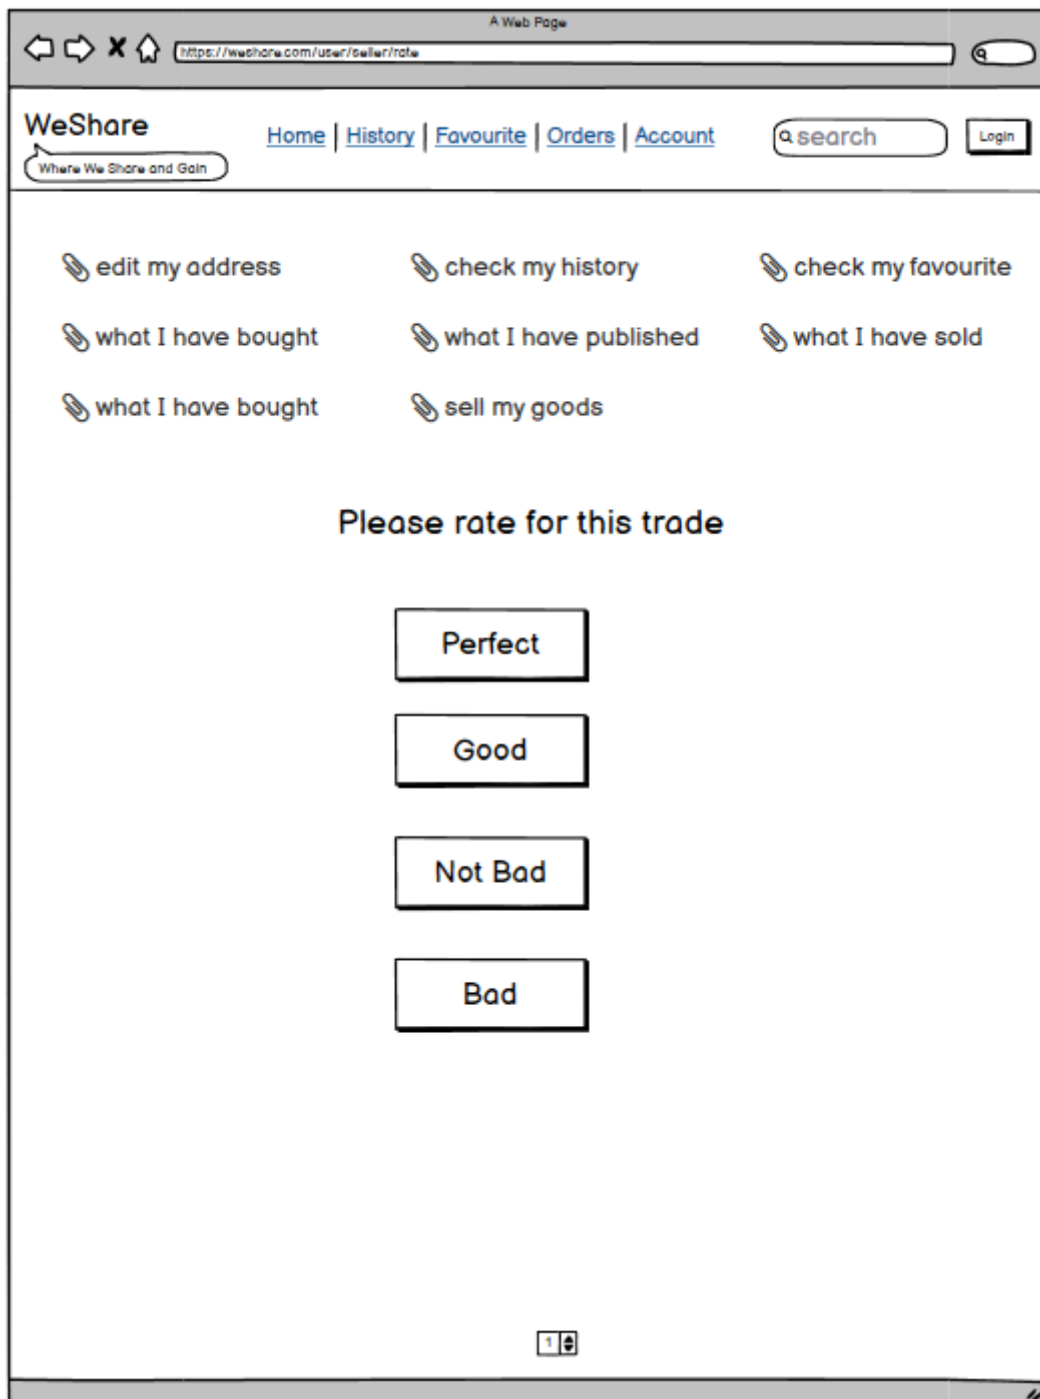 A Web Page
https://weshare.com/user/seller/rate
WeShare
Where We Share and Gain
Home | History | Favourite | Orders | Account
search
Login
edit my address
check my history
check my favourite
what I have bought
what I have published
what I have sold
what I have bought
sell my goods
Please rate for this trade
Perfect
Good
Not Bad
Bad
1